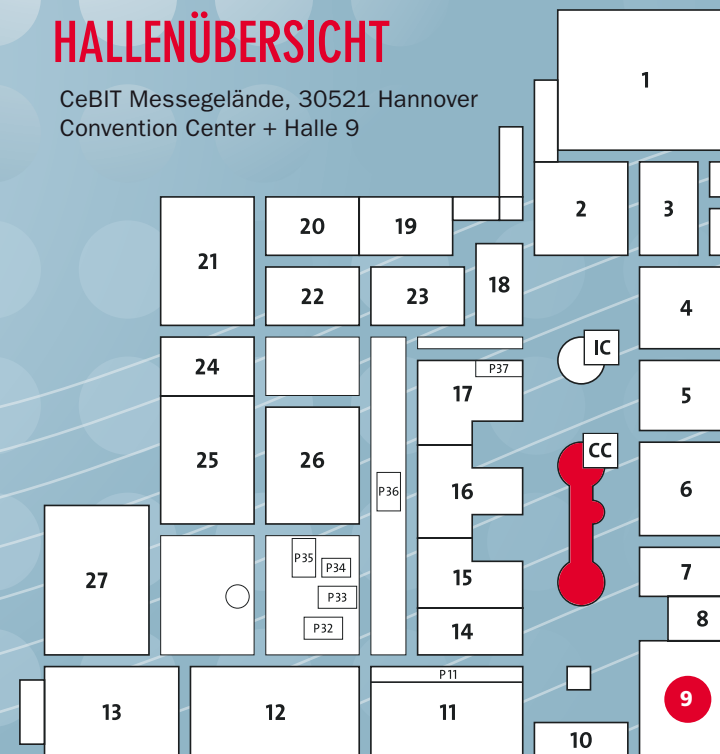 HALLENÜBERSICHT
CeBIT Messegelände, 30521 Hannover
Convention Center + Halle 9
1
2
3
20
19
21
22
23
18
4
IC
24
P37
17
5
CC
25
26
16
P36
6
P35
P34
27
15
7
P33
8
P32
14
P11
9
13
12
11
10